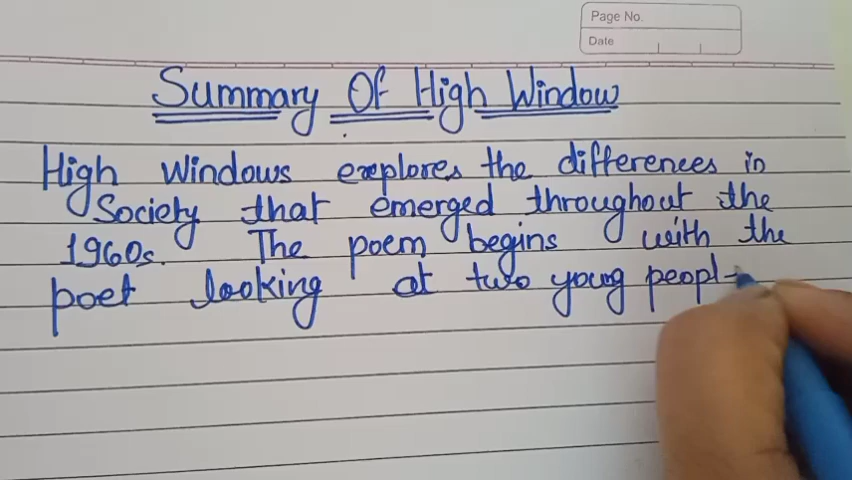 Page No.
Date
Summary Of High Window
High Windows explores the differences in
Society that emerged throughout the
1960s. The poem begins with the
poet looking at two young peopl